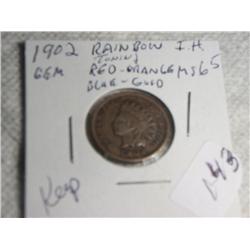 1902 RAINBOW I.H.
TONING
GEM RED-ORANGE MS65
BLUE-GOLD
Keep